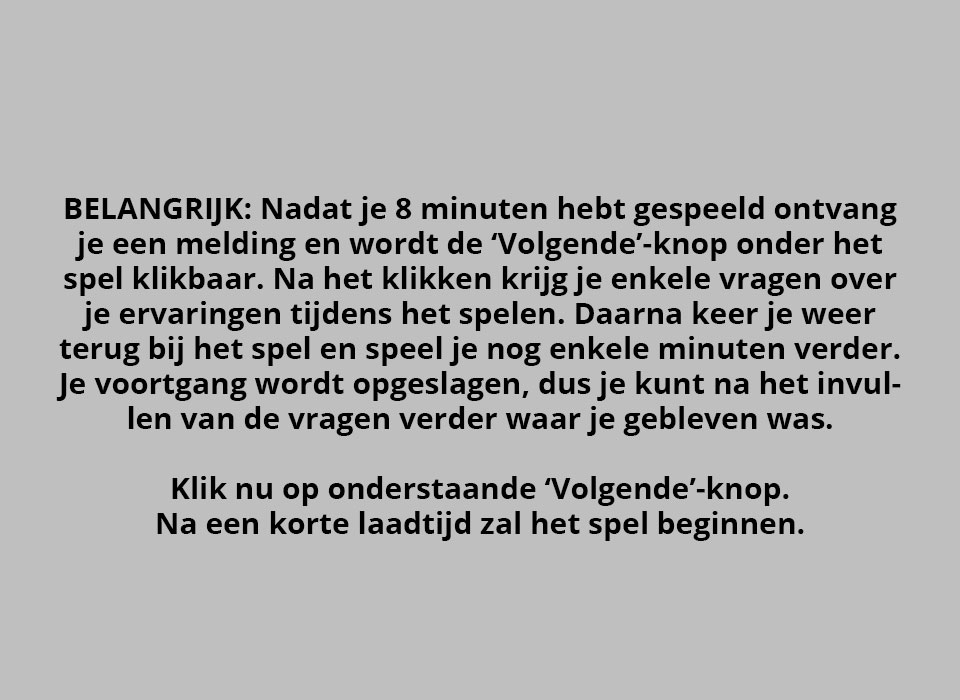 BELANGRIJK: Nadat je 8 minuten hebt gespeeld ontvang
je een melding en wordt de ‘Volgende’-knop onder het
spel klikbaar. Na het klikken krijg je enkele vragen over
je ervaringen tijdens het spelen. Daarna keer je weer
terug bij het spel en speel je nog enkele minuten verder.
Je voortgang wordt opgeslagen, dus je kunt na het invul-
len van de vragen verder waar je gebleven was.
Klik nu op onderstaande ‘Volgende’-knop.
Na een korte laadtijd zal het spel beginnen.